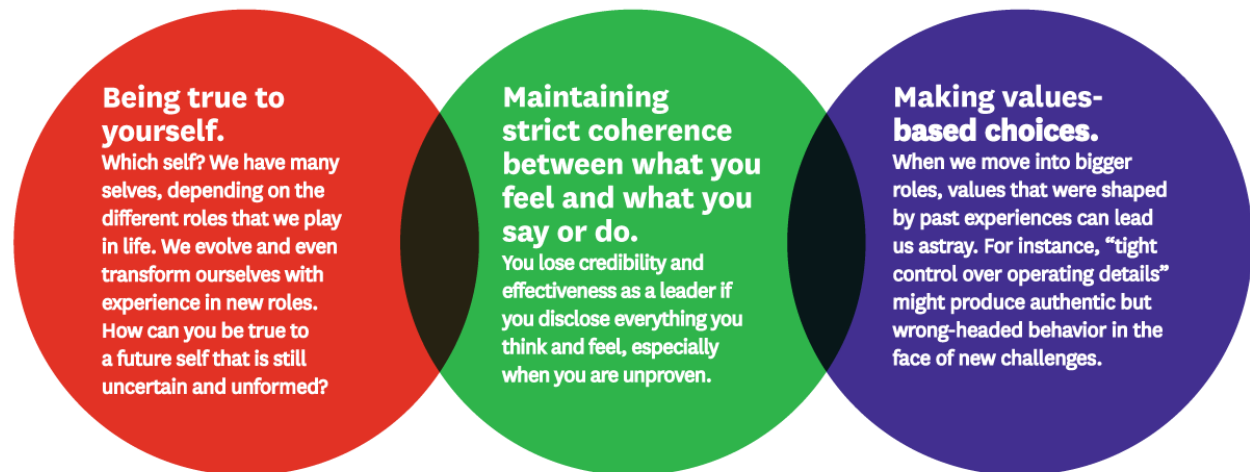 Being true to
yourself.
Which self? We have many
selves, depending on the
different roles that we play
in life. We evolve and even
transform ourselves with
experience in new roles.
How can you be true to
a future self that is still
uncertain and unformed?
Maintaining
strict coherence
between what you
feel and what you
say or do.
You lose credibility and
effectiveness as a leader if
you disclose everything you
think and feel, especially
when you are unproven.
Making values-
based choices.
When we move into bigger
roles, values that were shaped
by past experiences can lead
us astray. For instance, “tight
control over operating details”
might produce authentic but
wrong-headed behavior in the
face of new challenges.